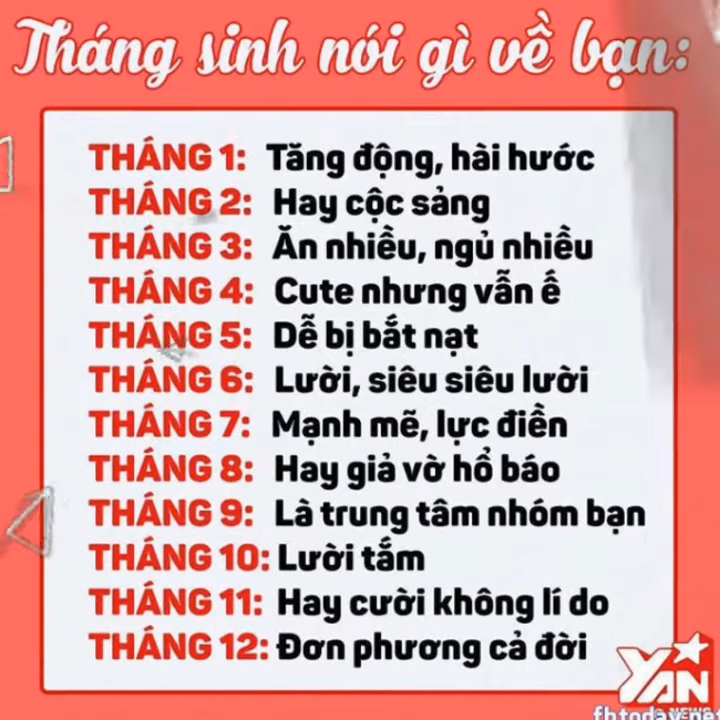 Tháng sinh nói gì về bạn:
THÁNG 1: Tăng động, hài hước
THÁNG 2: Hay cộc sảng
THÁNG 3: Ăn nhiều, ngủ nhiều
THÁNG 4: Cute nhưng vẫn ế
THÁNG 5: Dễ bị bắt nạt
THÁNG 6: Lười, siêu siêu lười
THÁNG 7: Mạnh mẽ, lực điền
THÁNG 8: Hay giả vờ hổ báo
THÁNG 9: Là trung tâm nhóm bạn
THÁNG 10: Lười tắm
THÁNG 11: Hay cười không lí do
THÁNG 12: Đơn phương cả đời
YAN
NEWS